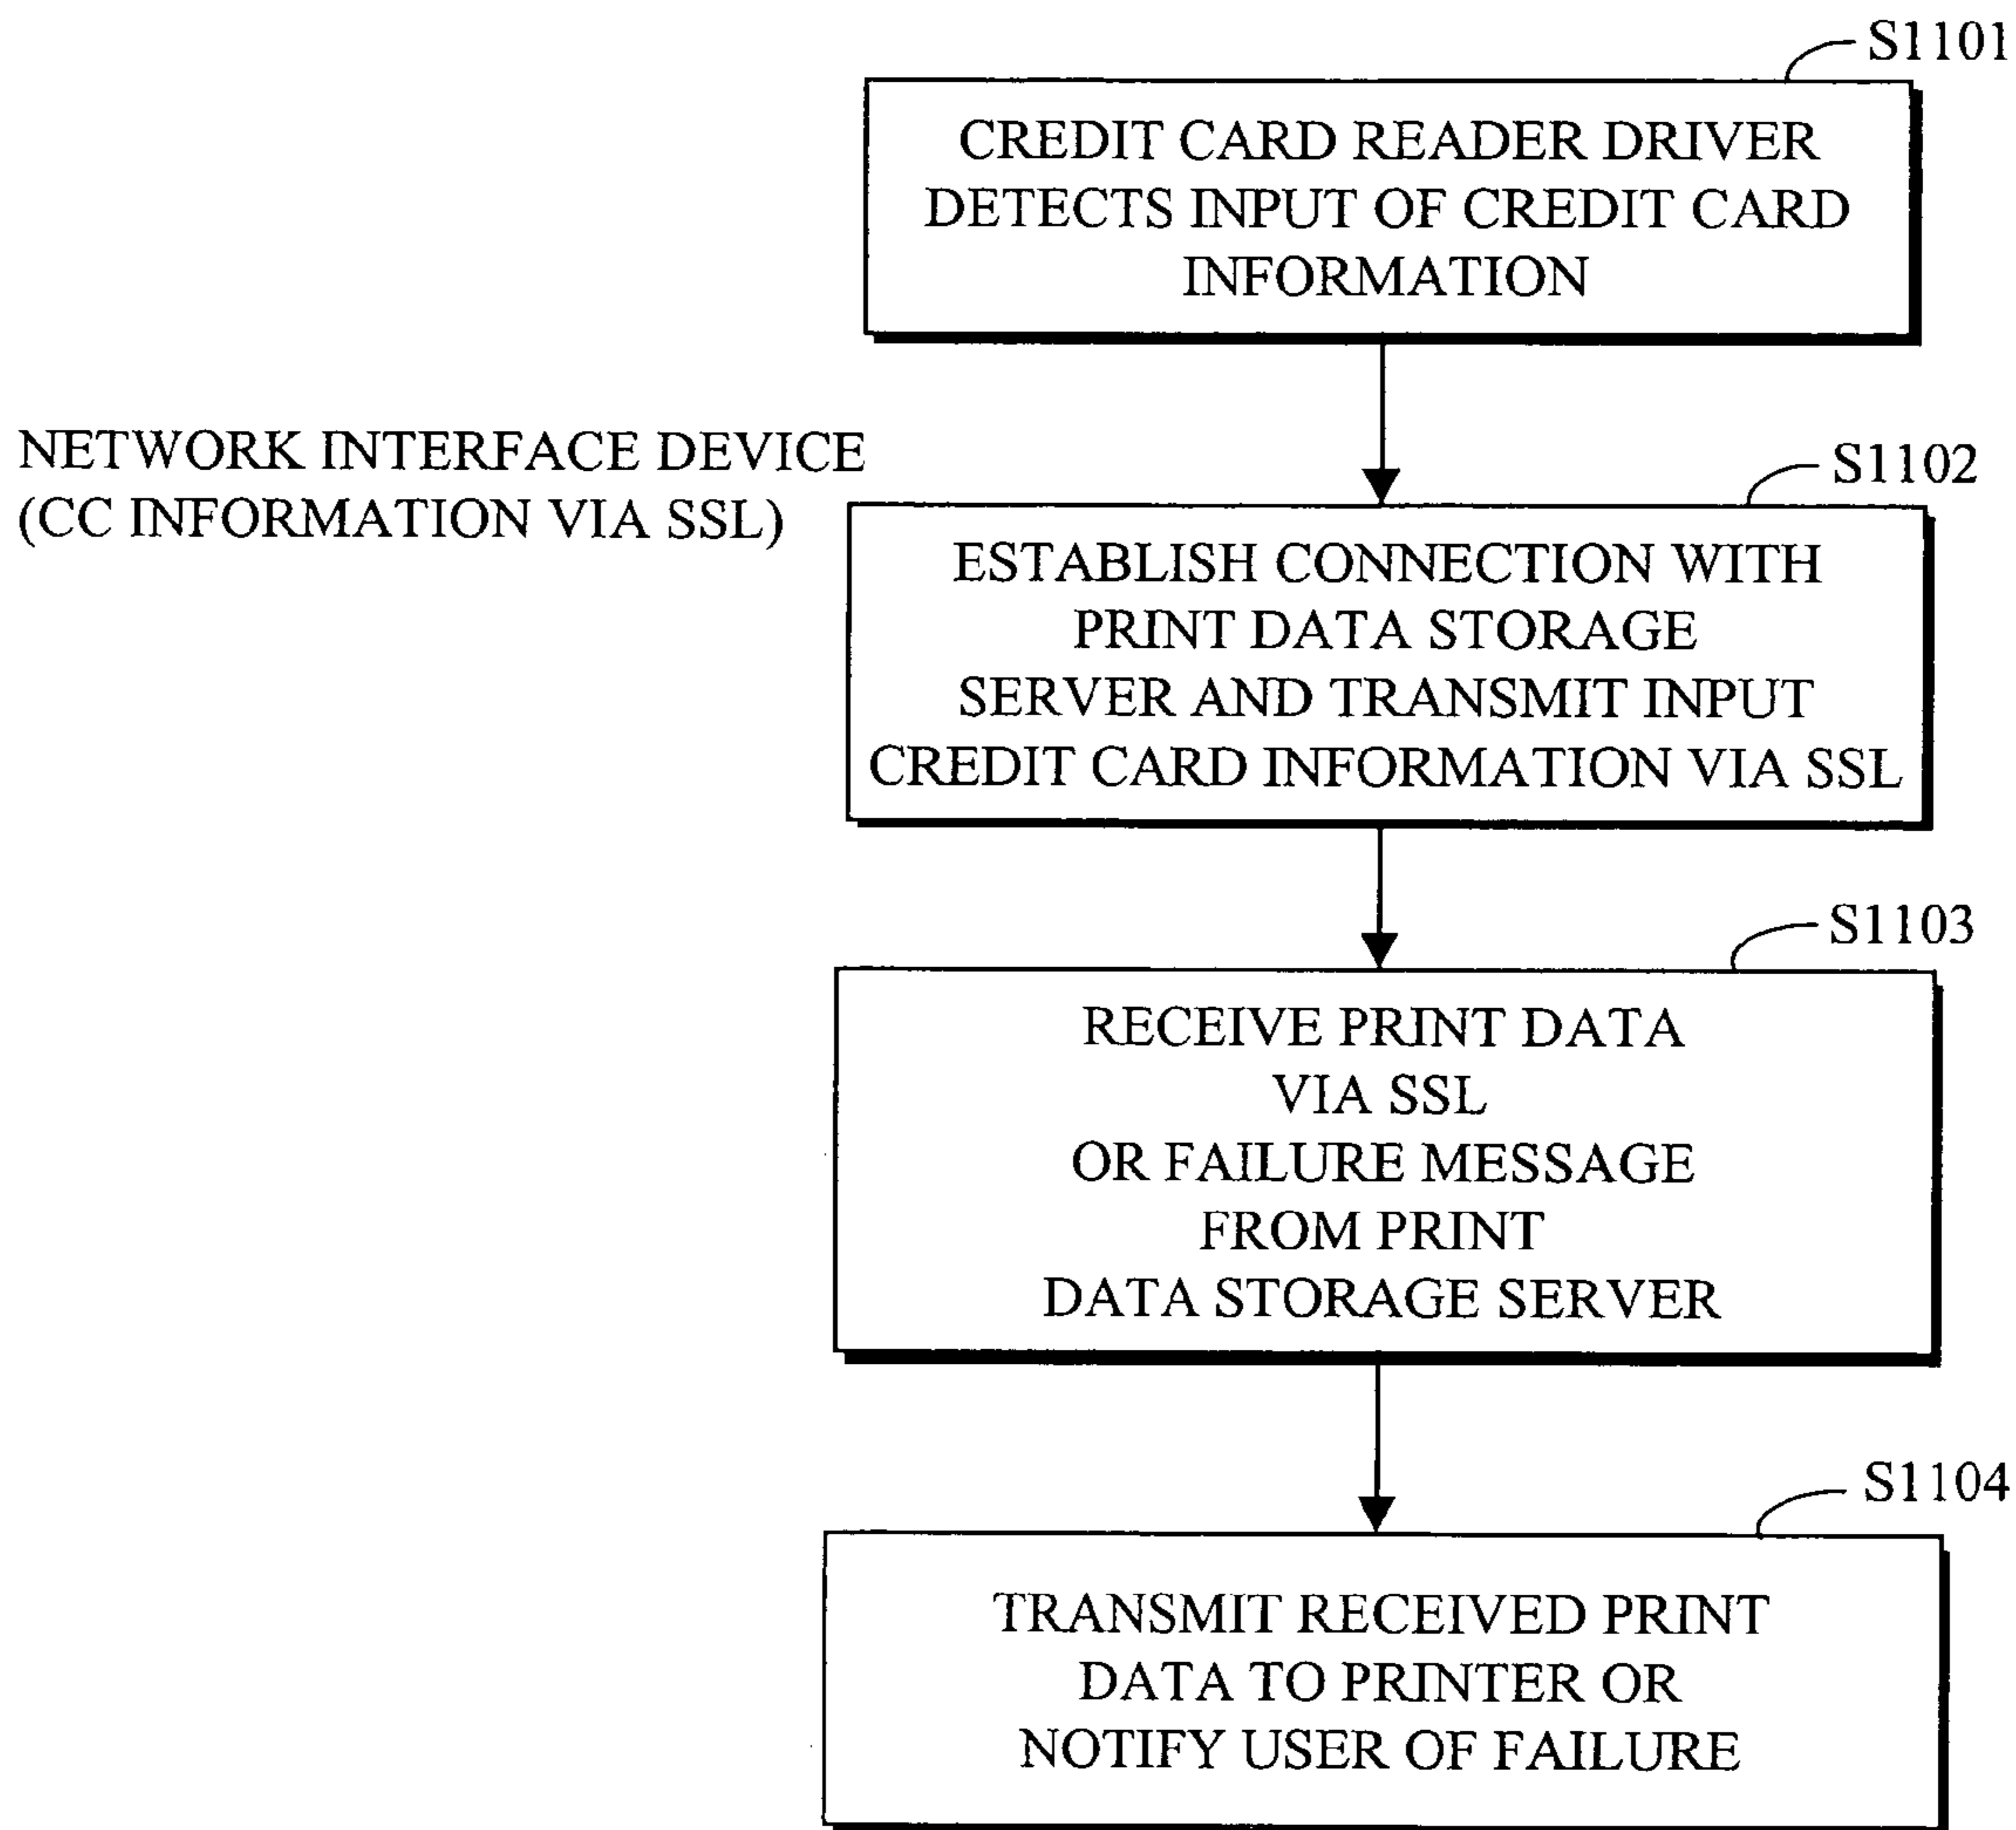 S1101
CREDIT CARD READER DRIVER
DETECTS INPUT OF CREDIT CARD
INFORMATION
NETWORK INTERFACE DEVICE
(CC INFORMATION VIA SSL)
S1102
ESTABLISH CONNECTION WITH
PRINT DATA STORAGE
SERVER AND TRANSMIT INPUT
CREDIT CARD INFORMATION VIA SSL
S1103
RECEIVE PRINT DATA
VIA SSL
OR FAILURE MESSAGE
FROM PRINT
DATA STORAGE SERVER
S1104
TRANSMIT RECEIVED PRINT
DATA TO PRINTER OR
NOTIFY USER OF FAILURE